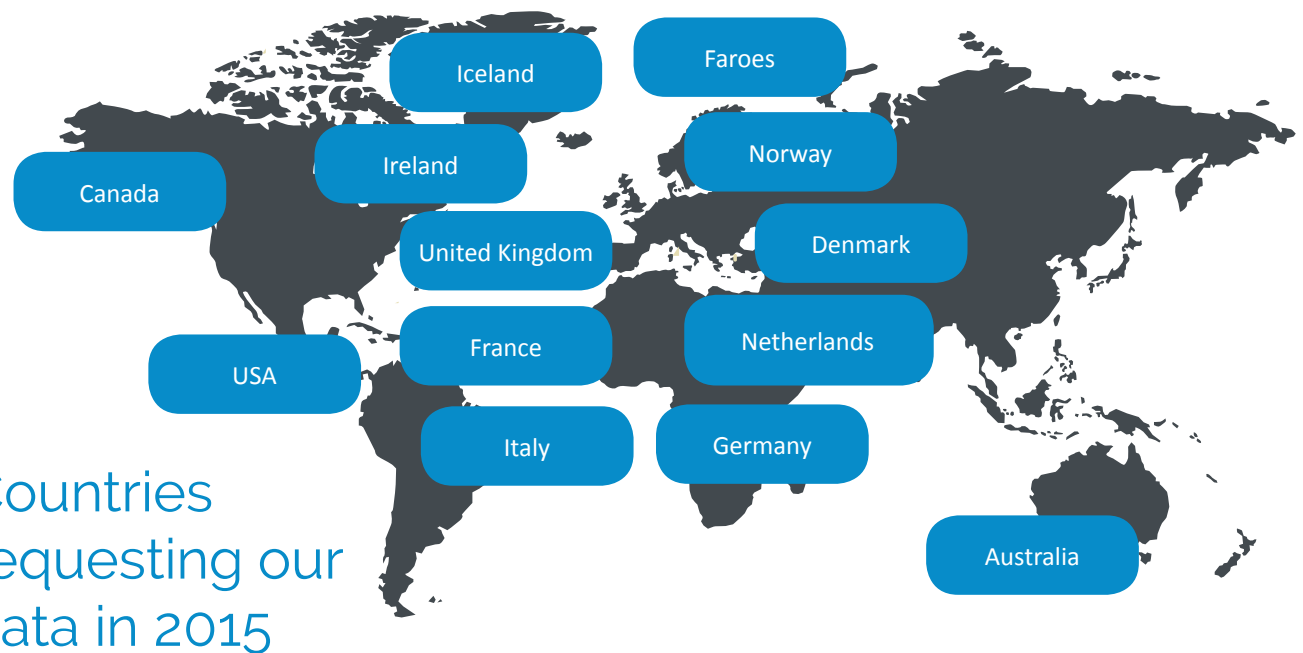 Faroes
Iceland
Norway
Ireland
Canada
Denmark
United Kingdom
Netherlands
France
USA
Germany
Italy
Countries
equesting our
ata in 2015
Australia